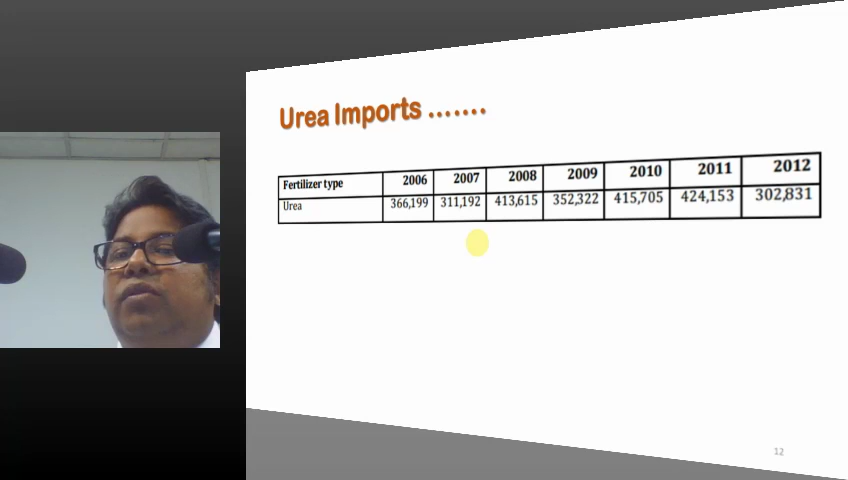 Urea Imports .......
Fertilizer type 2006 2007 2008 2009 2010 2011 2012
Urea 366,199 311,192 413,615 352,322 415,705 424,153 302,831
12